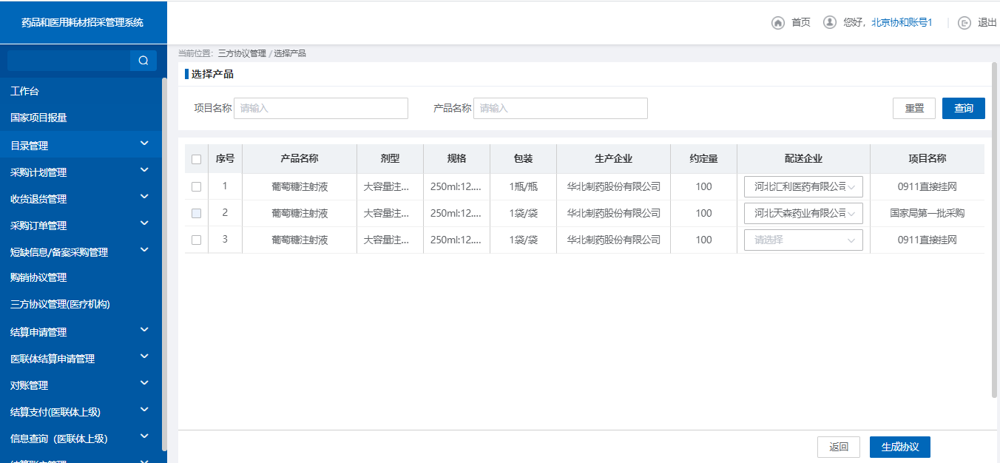 药品和医用耗材招采管理系统
首页 您好，北京协和账号1 退出
当前位置：三方协议管理 / 选择产品
选择产品
项目名称 请输入 产品名称 请输入 重置 查询
工作台
国家项目报量
目录管理
采购计划管理
收货退货管理
采购订单管理
短缺信息/备案采购管理
购销协议管理
三方协议管理(医疗机构)
结算申请管理
医联体结算申请管理
对账管理
结算支付(医联体上级)
信息查询（医联体上级)
结算账户管理
序号 产品名称 剂型 规格 包装 生产企业 约定量 配送企业 项目名称
1 葡萄糖注射液 大容量注... 250ml:12.... 1瓶/瓶 华北制药股份有限公司 100 河北汇利医药有限公司 0911直接挂网
2 葡萄糖注射液 大容量注... 250ml:12.... 1袋/袋 华北制药股份有限公司 100 河北天森药业有限公司 国家局第一批采购
3 葡萄糖注射液 大容量注... 250ml:12.... 1袋/袋 华北制药股份有限公司 100 请选择 0911直接挂网
返回 生成协议